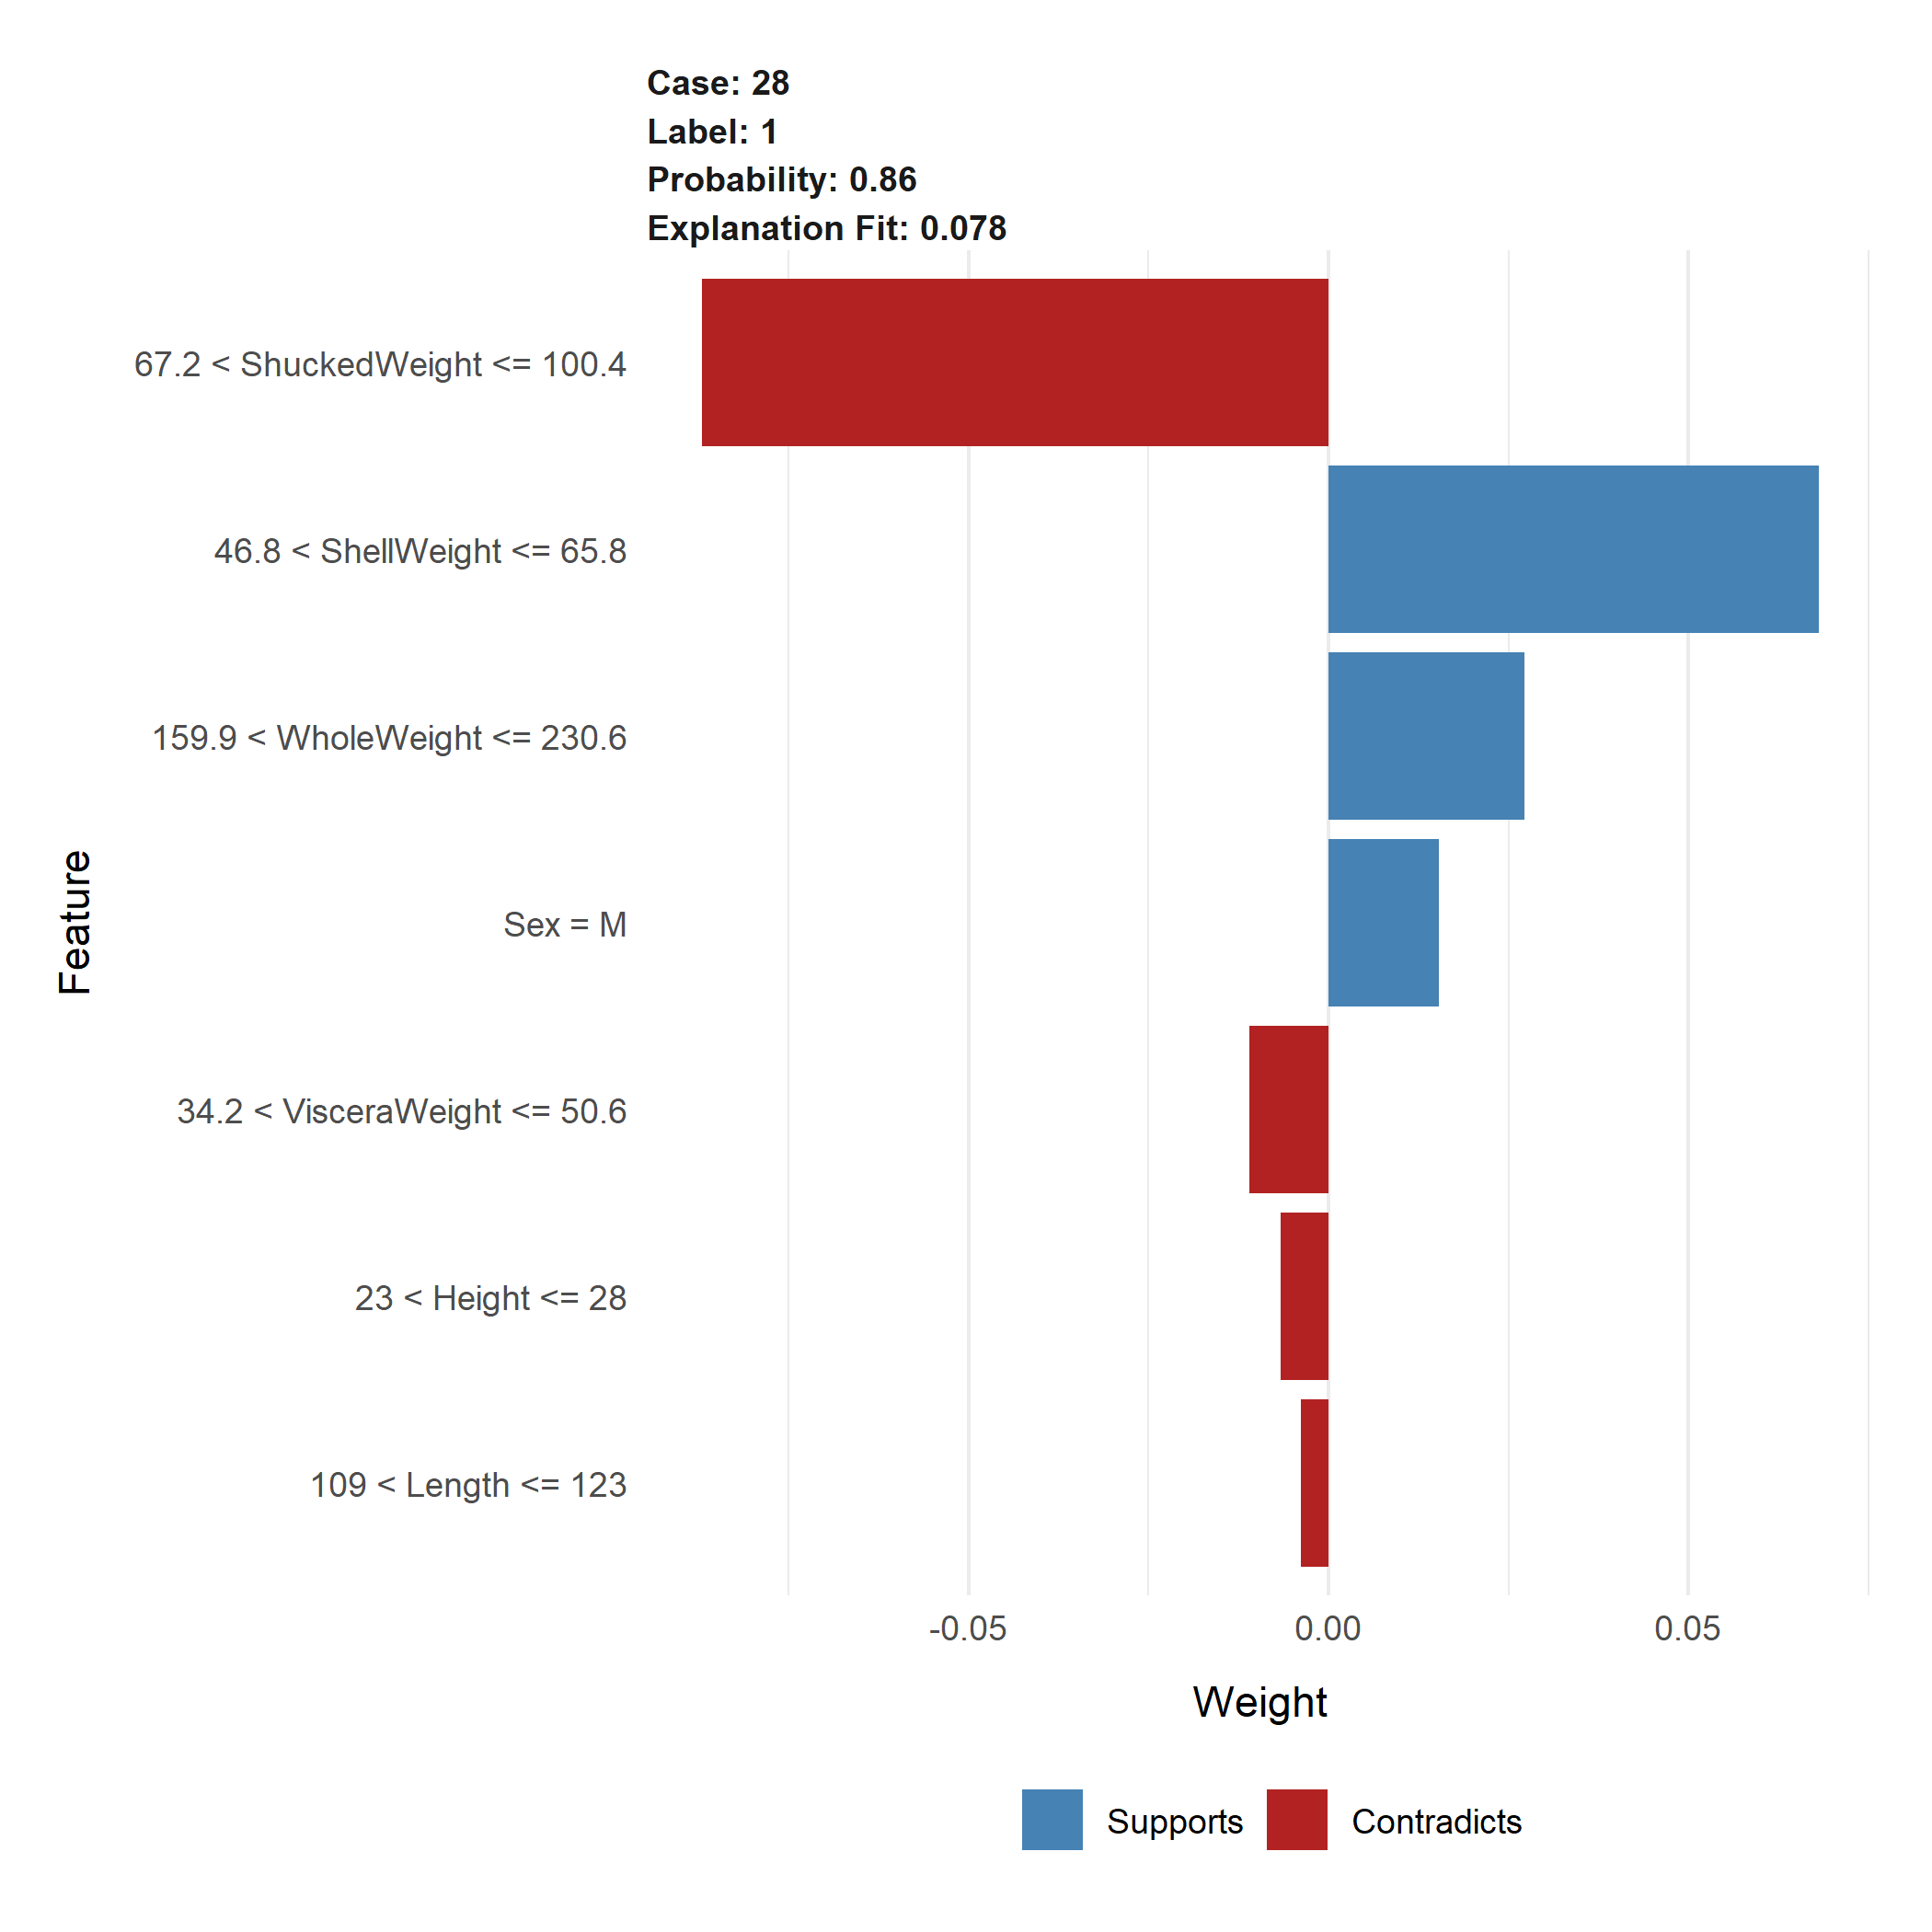 Case: 28
Label: 1
Probability: 0.86
Explanation Fit: 0.078
67.2 < ShuckedWeight <= 100.4
46.8 < ShellWeight <= 65.8
159.9 < WholeWeight <= 230.6
Sex = M
34.2 < VisceraWeight <= 50.6
23 < Height <= 28
109 < Length <= 123
Feature
-0.05 0.00 0.05
Weight
Supports Contradicts